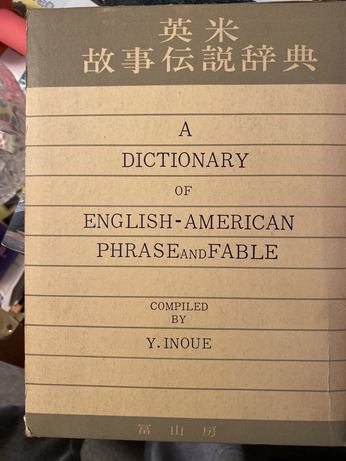 英米
故事伝説辞典
A
DICTIONARY
OF
ENGLISH-AMERICAN
PHRASE AND FABLE
COMPILED
BY
Y. INOUE
冨山房